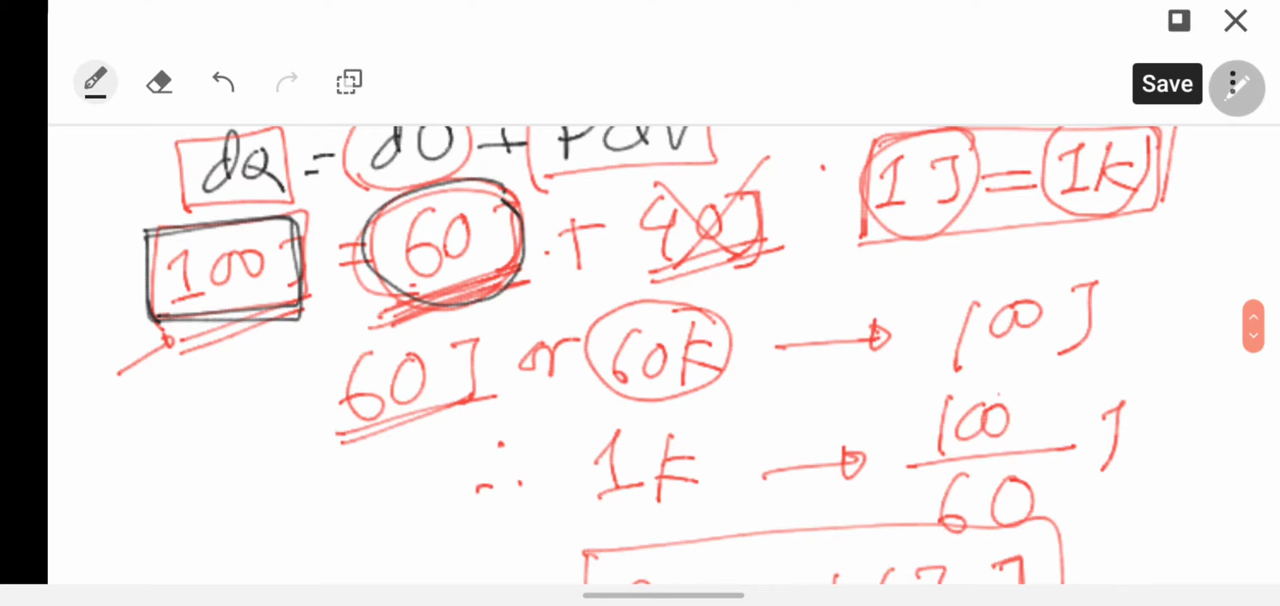 Save
dQ = dU + PdV
1J = 1K
100J = 60J + 40J
60J or 60K → 100J
∴ 1K → 100/60 J